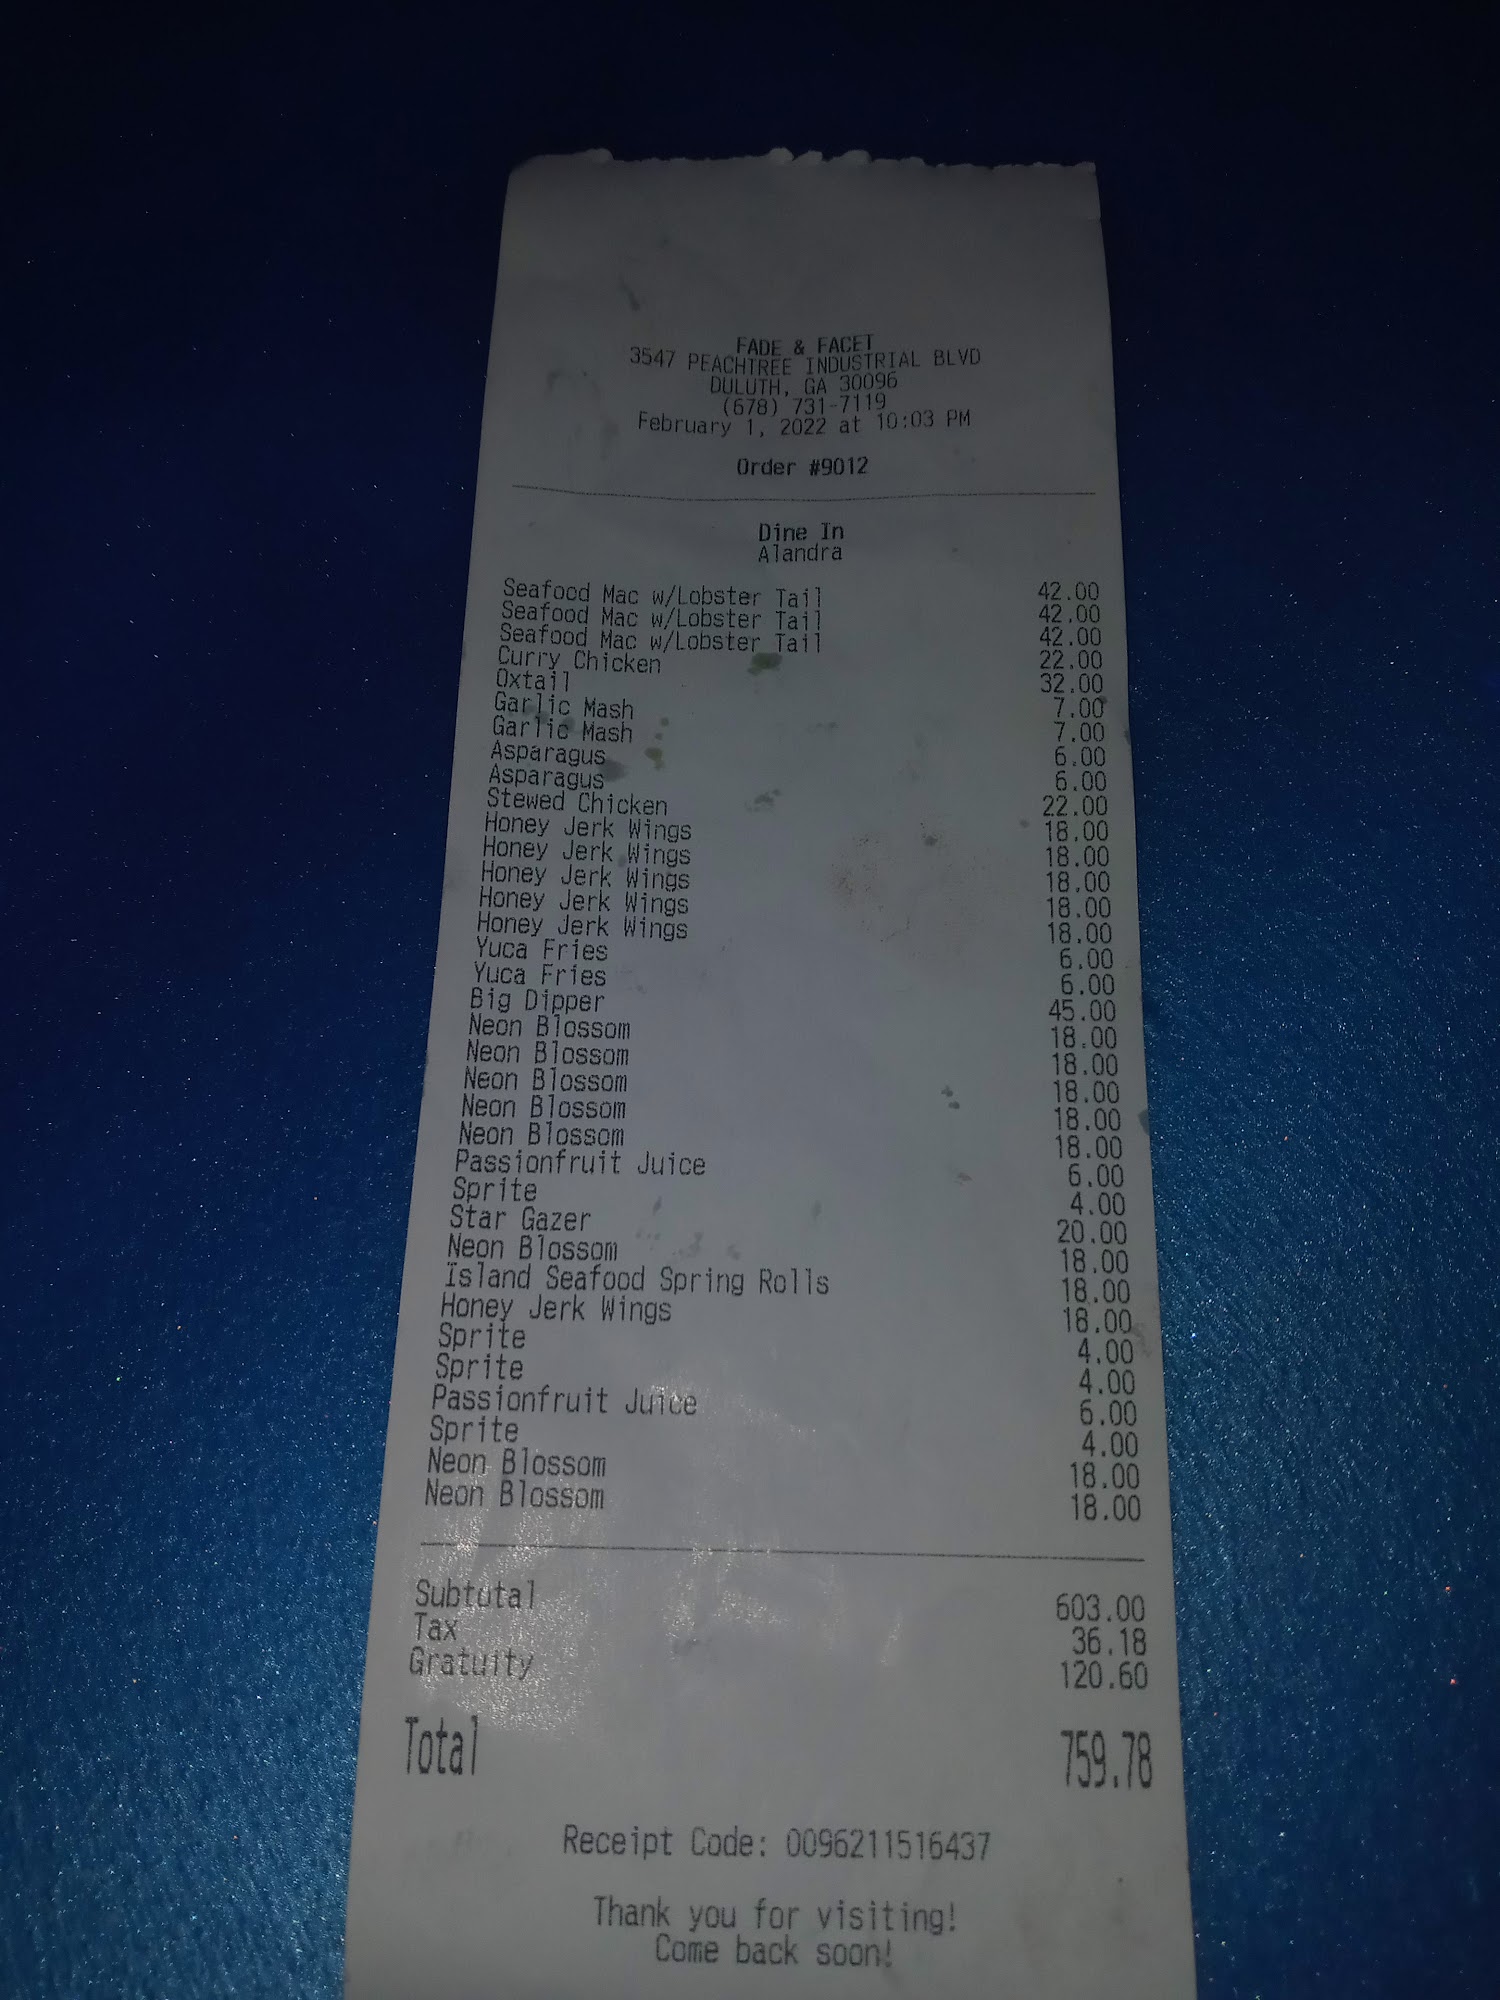 FADE & FACET
3547 PEACHTREE INDUSTRIAL BLVD
DULUTH, GA 30096
(678) 731-7119
February 1, 2022 at 10:03 PM
Order #9012
Dine In
Alandra
Seafood Mac w/Lobster Tail 42.00
Seafood Mac w/Lobster Tail 42.00
Seafood Mac w/Lobster Tail 42.00
Curry Chicken 22.00
Oxtail 32.00
Garlic Mash 7.00
Garlic Mash 7.00
Asparagus 6.00
Asparagus 6.00
Stewed Chicken 22.00
Honey Jerk Wings 18.00
Honey Jerk Wings 18.00
Honey Jerk Wings 18.00
Honey Jerk Wings 18.00
Honey Jerk Wings 18.00
Yuca Fries 6.00
Yuca Fries 6.00
Big Dipper 45.00
Neon Blossom 18.00
Neon Blossom 18.00
Neon Blossom 18.00
Neon Blossom 18.00
Neon Blossom 18.00
Passionfruit Juice 6.00
Sprite 4.00
Star Gazer 20.00
Neon Blossom 18.00
Island Seafood Spring Rolls 18.00
Honey Jerk Wings 18.00
Sprite 4.00
Sprite 4.00
Passionfruit Juice 6.00
Sprite 4.00
Neon Blossom 18.00
Neon Blossom 18.00
Subtotal 603.00
Tax 36.18
Gratuity 120.60
Total 759.78
Receipt Code: 0096211516437
Thank you for visiting!
Come back soon!